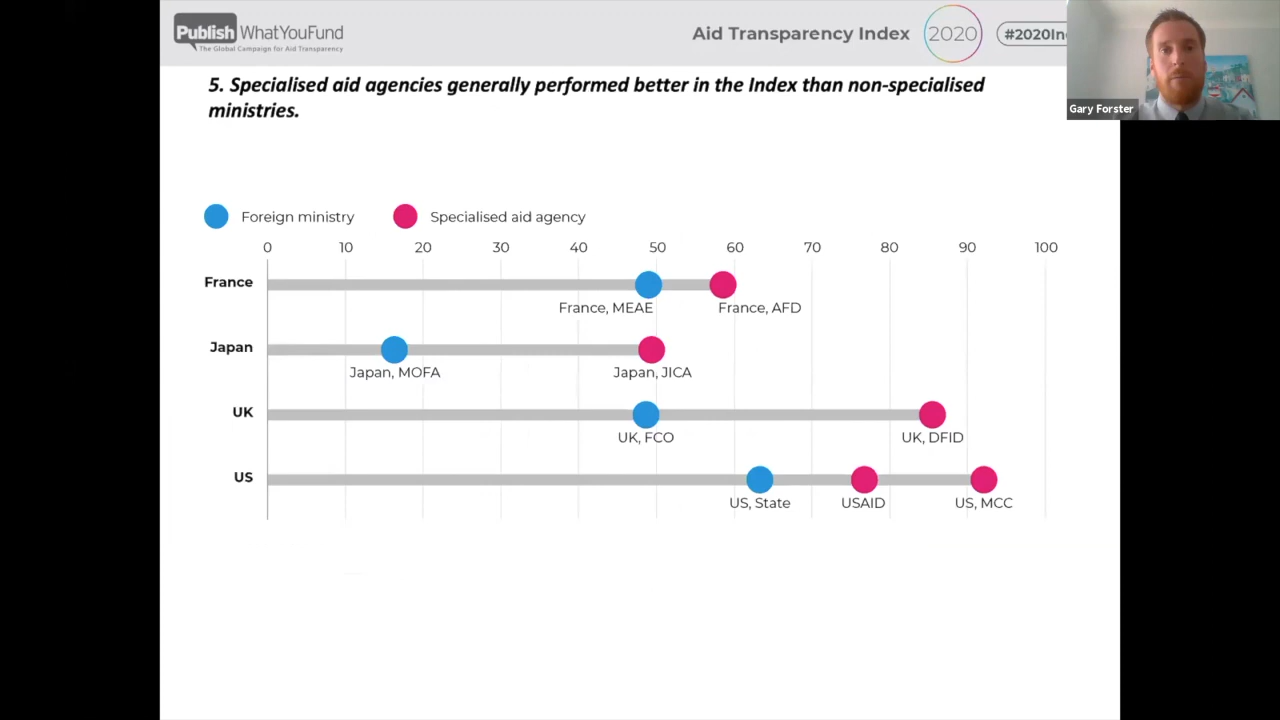 Publish WhatYouFund
The Global Campaign for Aid Transparency
Aid Transparency Index 2020 #2020In
Gary Forster
5. Specialised aid agencies generally performed better in the Index than non-specialised
ministries.
Foreign ministry Specialised aid agency
0 10 20 30 40 50 60 70 80 90 100
France
France, MEAE France, AFD
Japan
Japan, MOFA Japan, JICA
UK
UK, FCO UK, DFID
US
US, State USAID US, MCC